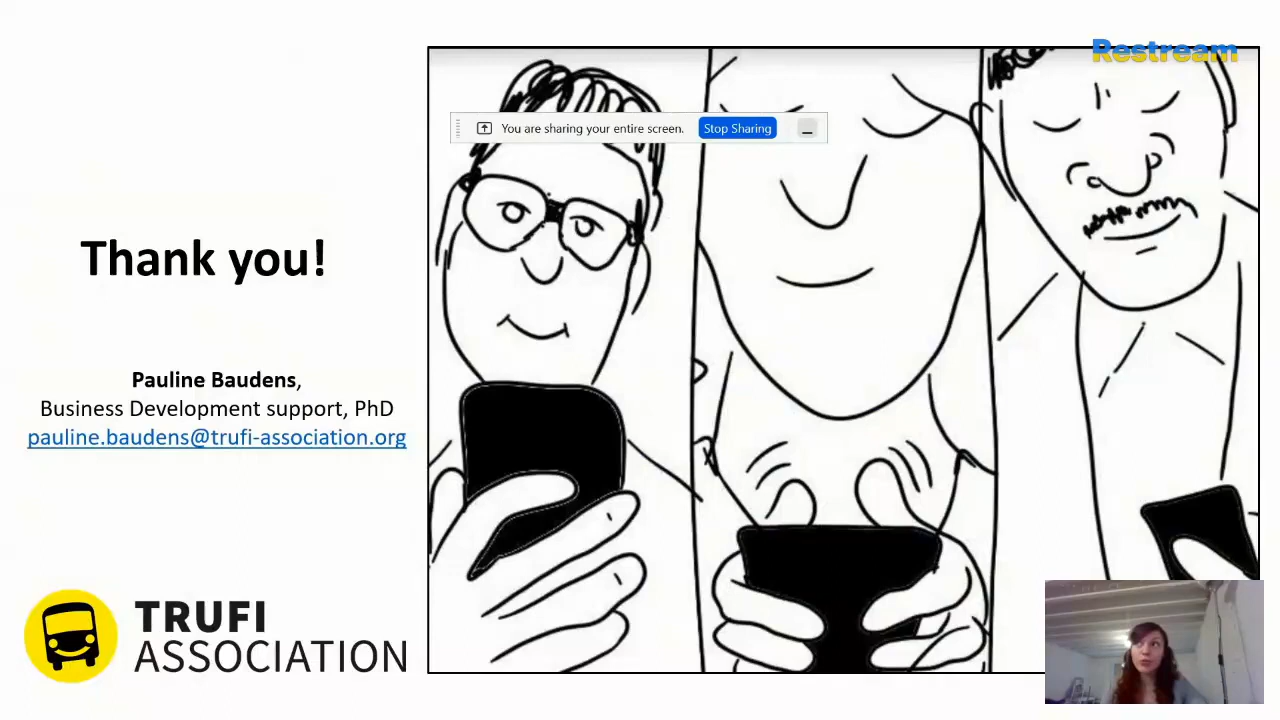 Restream
You are sharing your entire screen. Stop Sharing
Thank you!
Pauline Baudens,
Business Development support, PhD
pauline.baudens@trufi-association.org
TRUFI
ASSOCIATION